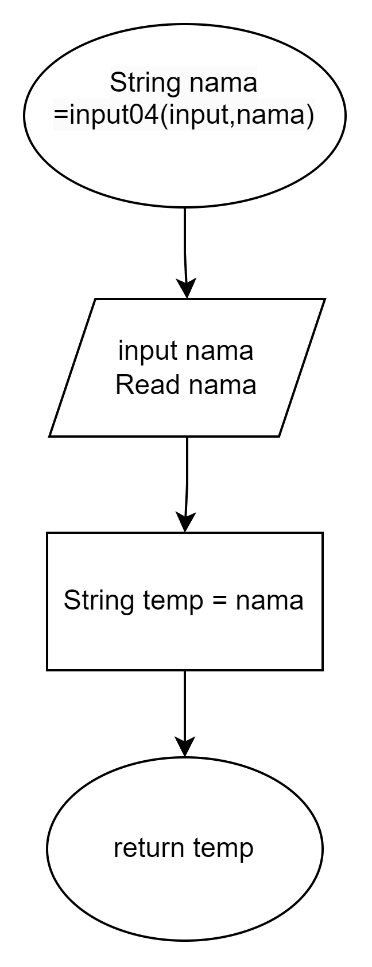 String nama
=input04(input,nama)
input nama
Read nama
String temp = nama
return temp